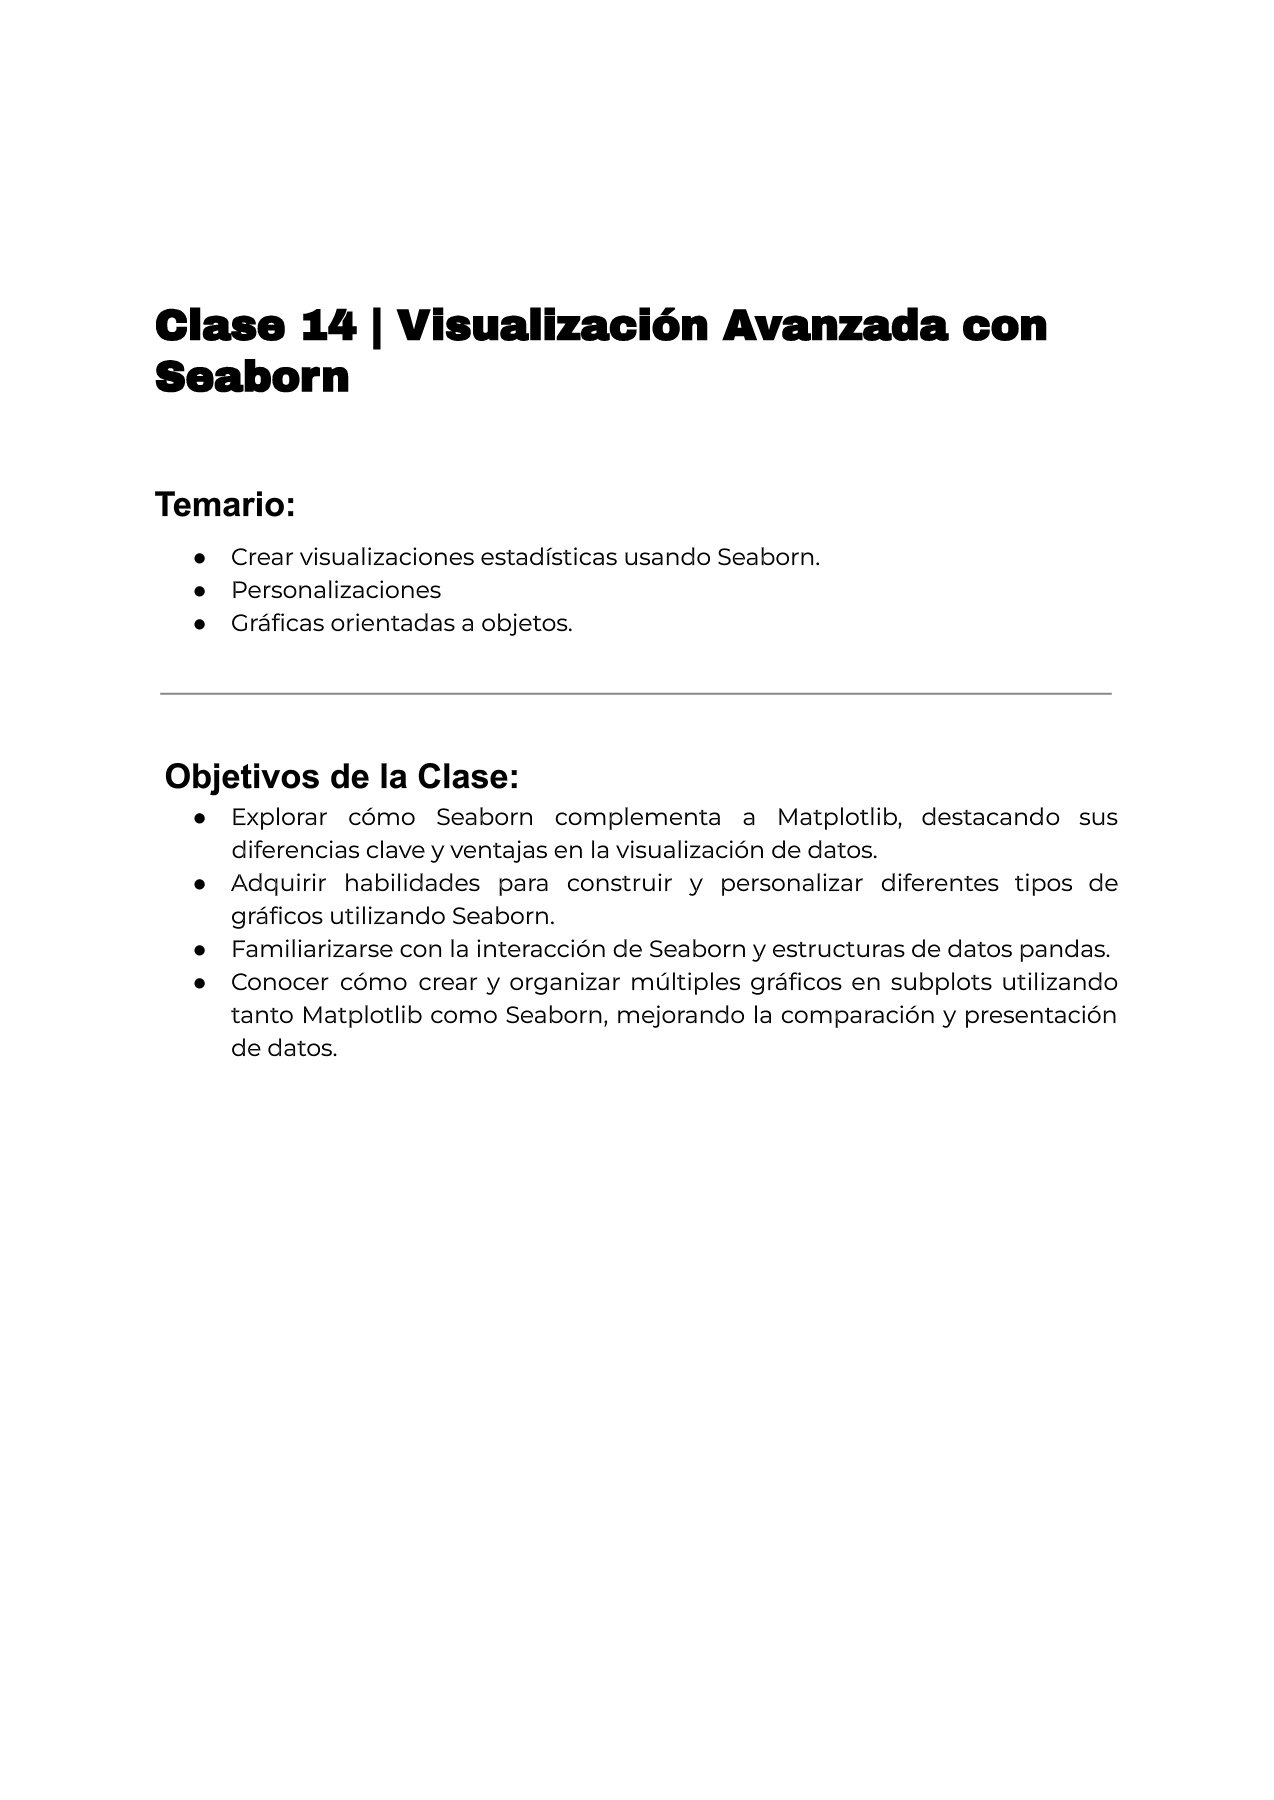 Clase 14 | Visualización Avanzada con
Seaborn
Temario:
● Crear visualizaciones estadísticas usando Seaborn.
● Personalizaciones
● Gráficas orientadas a objetos.
Objetivos de la Clase:
● Explorar cómo Seaborn complementa a Matplotlib, destacando sus
diferencias clave y ventajas en la visualización de datos.
● Adquirir habilidades para construir y personalizar diferentes tipos de
gráficos utilizando Seaborn.
● Familiarizarse con la interacción de Seaborn y estructuras de datos pandas.
● Conocer cómo crear y organizar múltiples gráficos en subplots utilizando
tanto Matplotlib como Seaborn, mejorando la comparación y presentación
de datos.